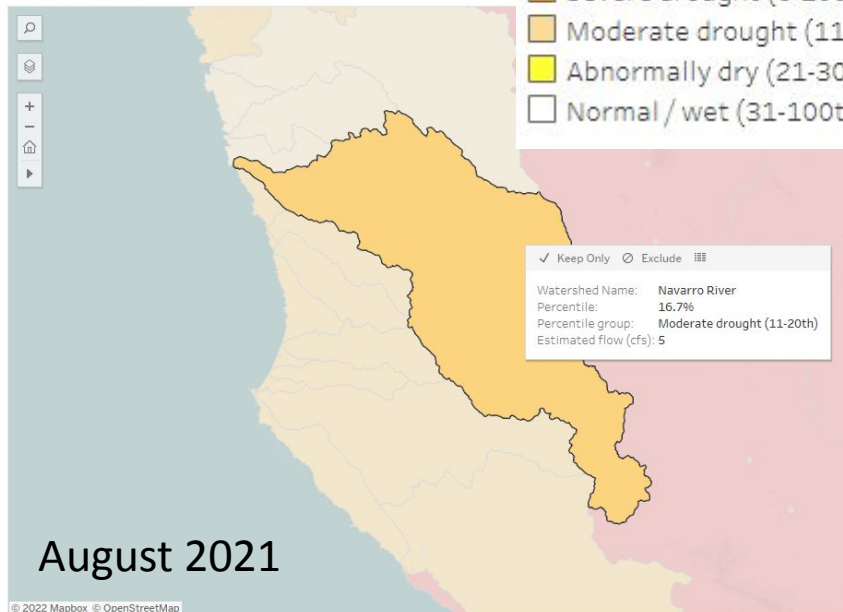 Moderate drought (11
Abnormally dry (21-30
Normal / wet (31-100t
✓ Keep Only Exclude
Watershed Name: Navarro River
Percentile: 16.7%
Percentile group: Moderate drought (11-20th)
Estimated flow (cfs): 5
August 2021
© 2022 Mapbox © OpenStreetMap